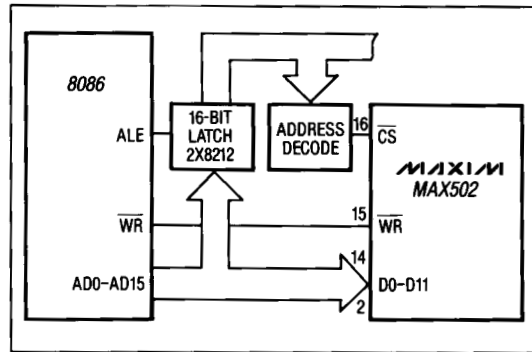 8086
ALE
16-BIT
LATCH
2X8212
ADDRESS
DECODE
16
CS
MAXIM
MAX502
WR
15
WR
AD0-AD15
14
D0-D11
2